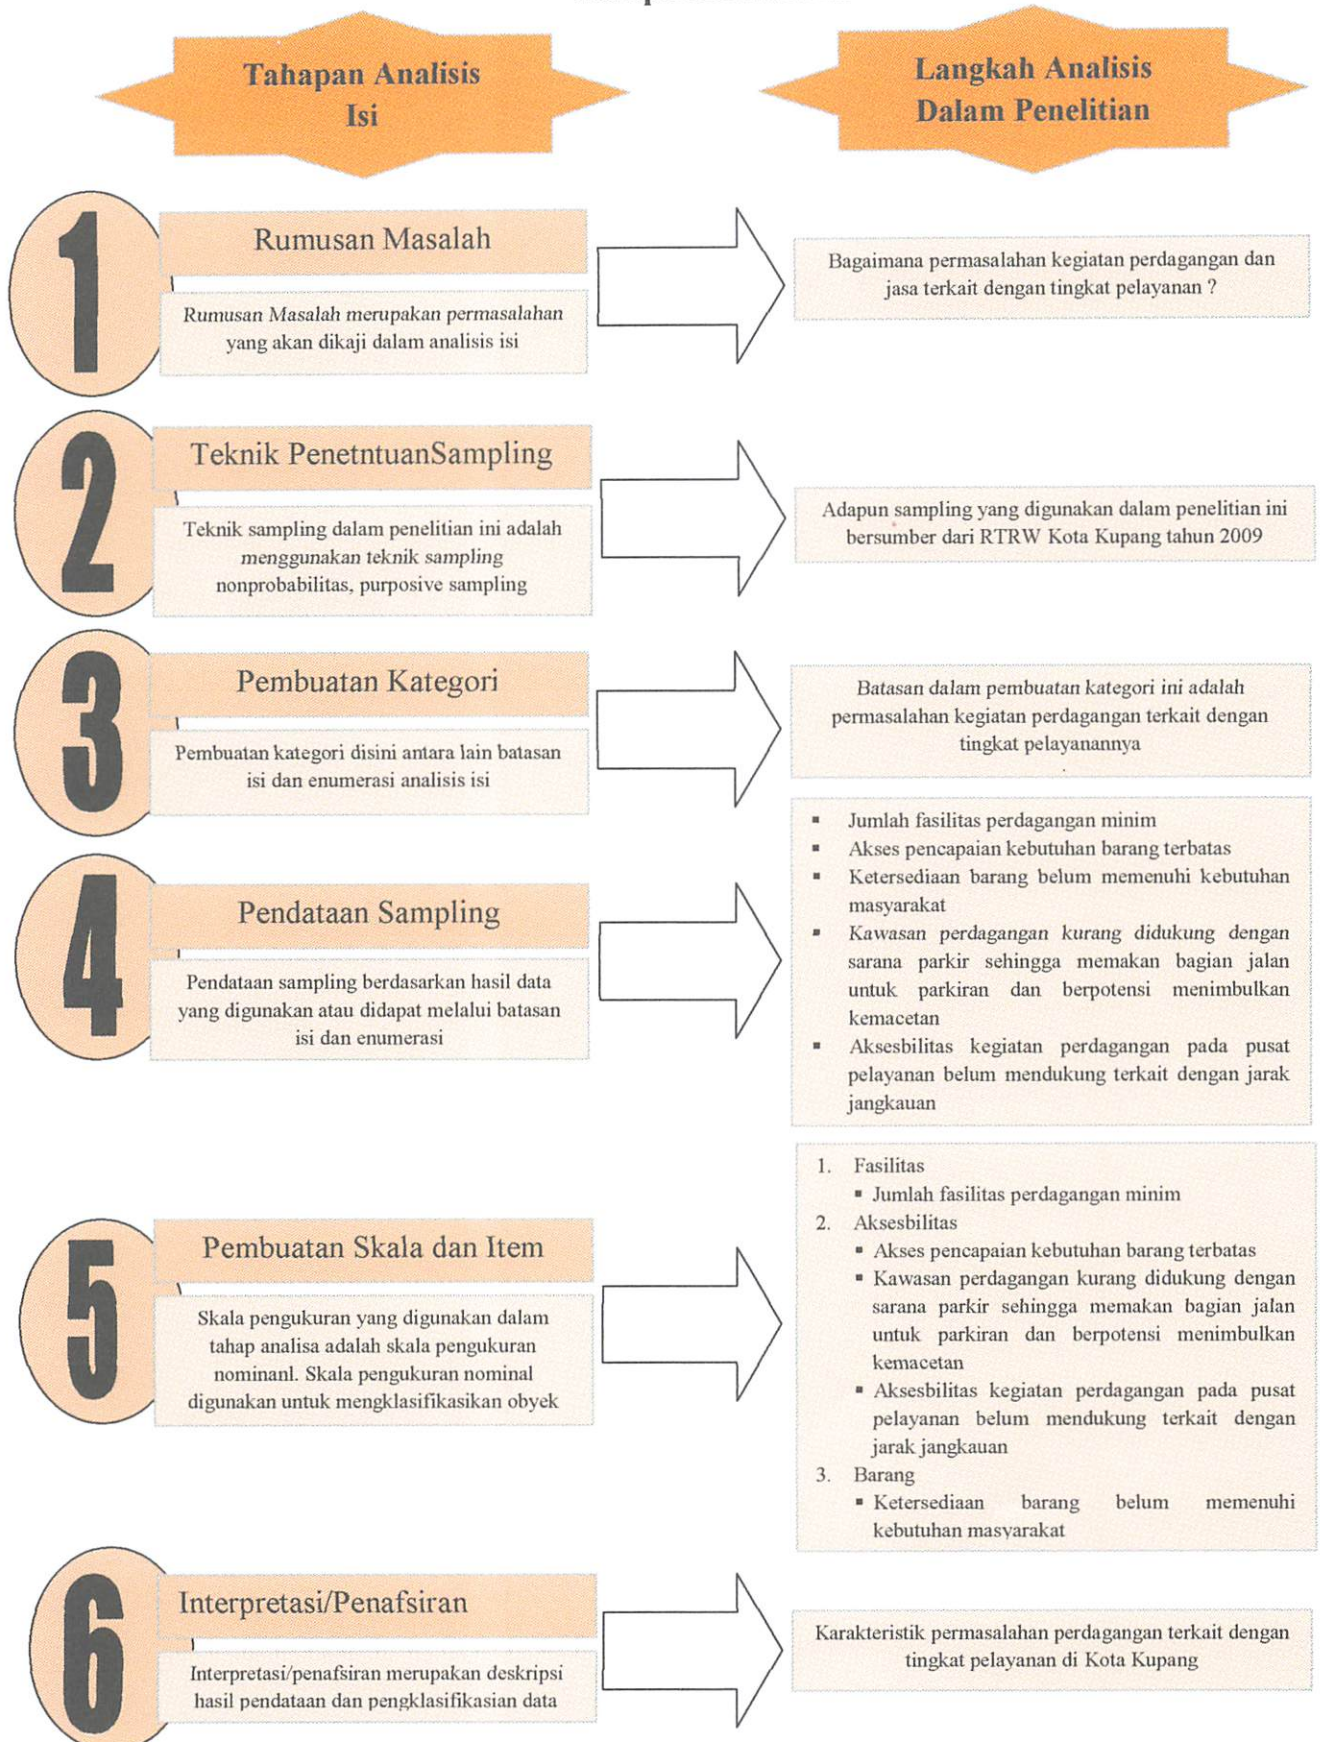 Tahapan Analisis
Isi
Langkah Analisis
Dalam Penelitian
1
Rumusan Masalah
Rumusan Masalah merupakan permasalahan
yang akan dikaji dalam analisis isi
Bagaimana permasalahan kegiatan perdagangan dan
jasa terkait dengan tingkat pelayanan ?
2
Teknik PenetntuanSampling
Teknik sampling dalam penelitian ini adalah
menggunakan teknik sampling
nonprobabilitas, purposive sampling
Adapun sampling yang digunakan dalam penelitian ini
bersumber dari RTRW Kota Kupang tahun 2009
3
Pembuatan Kategori
Pembuatan kategori disini antara lain batasan
isi dan enumerasi analisis isi
Batasan dalam pembuatan kategori ini adalah
permasalahan kegiatan perdagangan terkait dengan
tingkat pelayanannya
4
Pendataan Sampling
Pendataan sampling berdasarkan hasil data
yang digunakan atau didapat melalui batasan
isi dan enumerasi
▪ Jumlah fasilitas perdagangan minim
▪ Akses pencapaian kebutuhan barang terbatas
▪ Ketersediaan barang belum memenuhi kebutuhan
masyarakat
▪ Kawasan perdagangan kurang didukung dengan
sarana parkir sehingga memakan bagian jalan
untuk parkiran dan berpotensi menimbulkan
kemacetan
▪ Aksesbilitas kegiatan perdagangan pada pusat
pelayanan belum mendukung terkait dengan jarak
jangkauan
5
Pembuatan Skala dan Item
Skala pengukuran yang digunakan dalam
tahap analisa adalah skala pengukuran
nominanl. Skala pengukuran nominal
digunakan untuk mengklasifikasikan obyek
1. Fasilitas
▪ Jumlah fasilitas perdagangan minim
2. Aksesbilitas
▪ Akses pencapaian kebutuhan barang terbatas
▪ Kawasan perdagangan kurang didukung dengan
sarana parkir sehingga memakan bagian jalan
untuk parkiran dan berpotensi menimbulkan
kemacetan
▪ Aksesbilitas kegiatan perdagangan pada pusat
pelayanan belum mendukung terkait dengan
jarak jangkauan
3. Barang
▪ Ketersediaan barang belum memenuhi
kebutuhan masyarakat
6
Interpretasi/Penafsiran
Interpretasi/penafsiran merupakan deskripsi
hasil pendataan dan pengklasifikasian data
Karakteristik permasalahan perdagangan terkait dengan
tingkat pelayanan di Kota Kupang